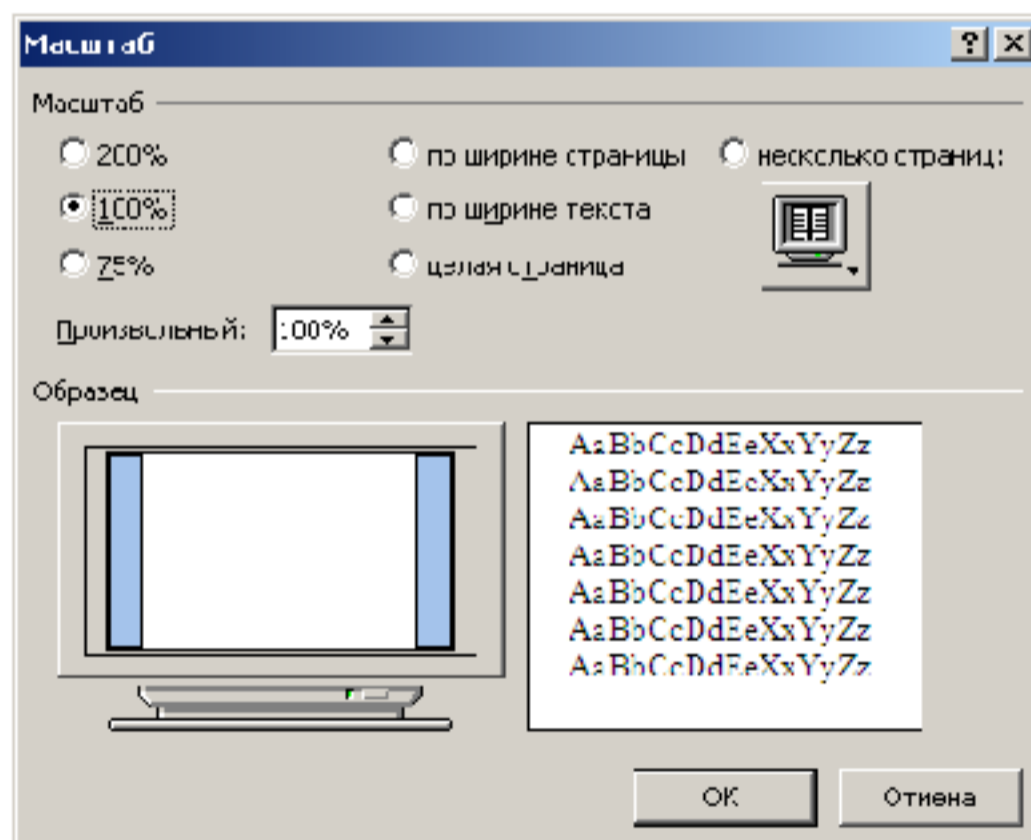 Масштаб
Масштаб
200%
по ширине страницы
несколько страниц:
100%
по ширине текста
75%
целая страница
Произвольный:
100%
Образец
AaBbCcDdEeXxYyZz
AaBbCcDdEeXxYyZz
AaBbCcDdEeXxYyZz
AaBbCcDdEeXxYyZz
AaBbCcDdEeXxYyZz
AaBbCcDdEeXxYyZz
AaBbCcDdEeXxYyZz
ОК
Отмена